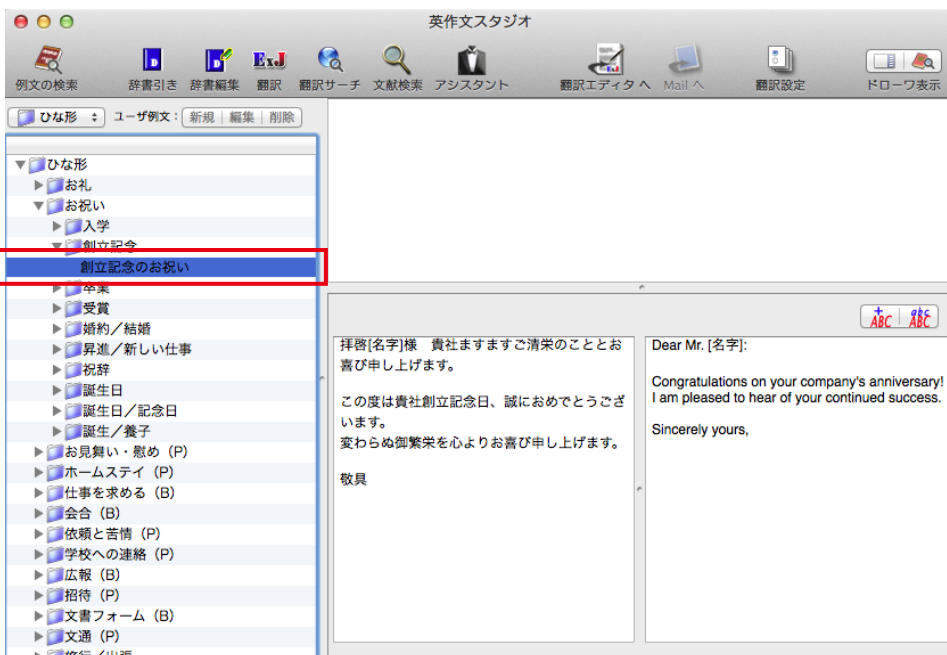 英作文スタジオ
例文の検索 辞書引き 辞書編集 翻訳 翻訳サーチ 文献検索 アシスタント 翻訳エディタへ Mail へ 翻訳設定 ドローワ表示
ひな形 ユーザ例文： 新規 編集 削除
ひな形
お礼
お祝い
入学
創立記念
創立記念のお祝い
卒業
受賞
婚約／結婚
昇進／新しい仕事
祝辞
誕生日
誕生日／記念日
誕生／養子
お見舞い・慰め（P）
ホームステイ（P）
仕事を求める（B）
会合（B）
依頼と苦情（P）
学校への連絡（P）
広報（B）
招待（P）
文書フォーム（B）
文通（P）
旅行／出張
ABC abc ABC
拝啓[名字]様　貴社ますますご清栄のこととお
喜び申し上げます。
この度は貴社創立記念日、誠におめでとうござ
います。
変わらぬ御繁栄を心よりお喜び申し上げます。
敬具
Dear Mr. [名字]:
Congratulations on your company's anniversary!
I am pleased to hear of your continued success.
Sincerely yours,